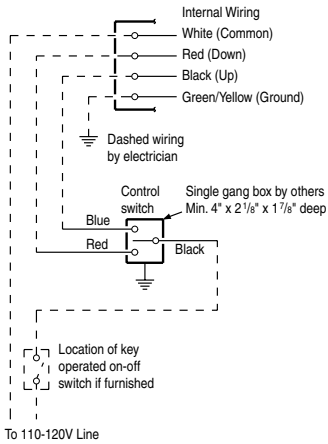 Internal Wiring
White (Common)
Red (Down)
Black (Up)
Green/Yellow (Ground)
Dashed wiring
by electrician
Control
switch
Single gang box by others
Min. 4" x 2 1/8" x 1 7/8" deep
Blue
Red
Black
Location of key
operated on-off
switch if furnished
To 110-120V Line